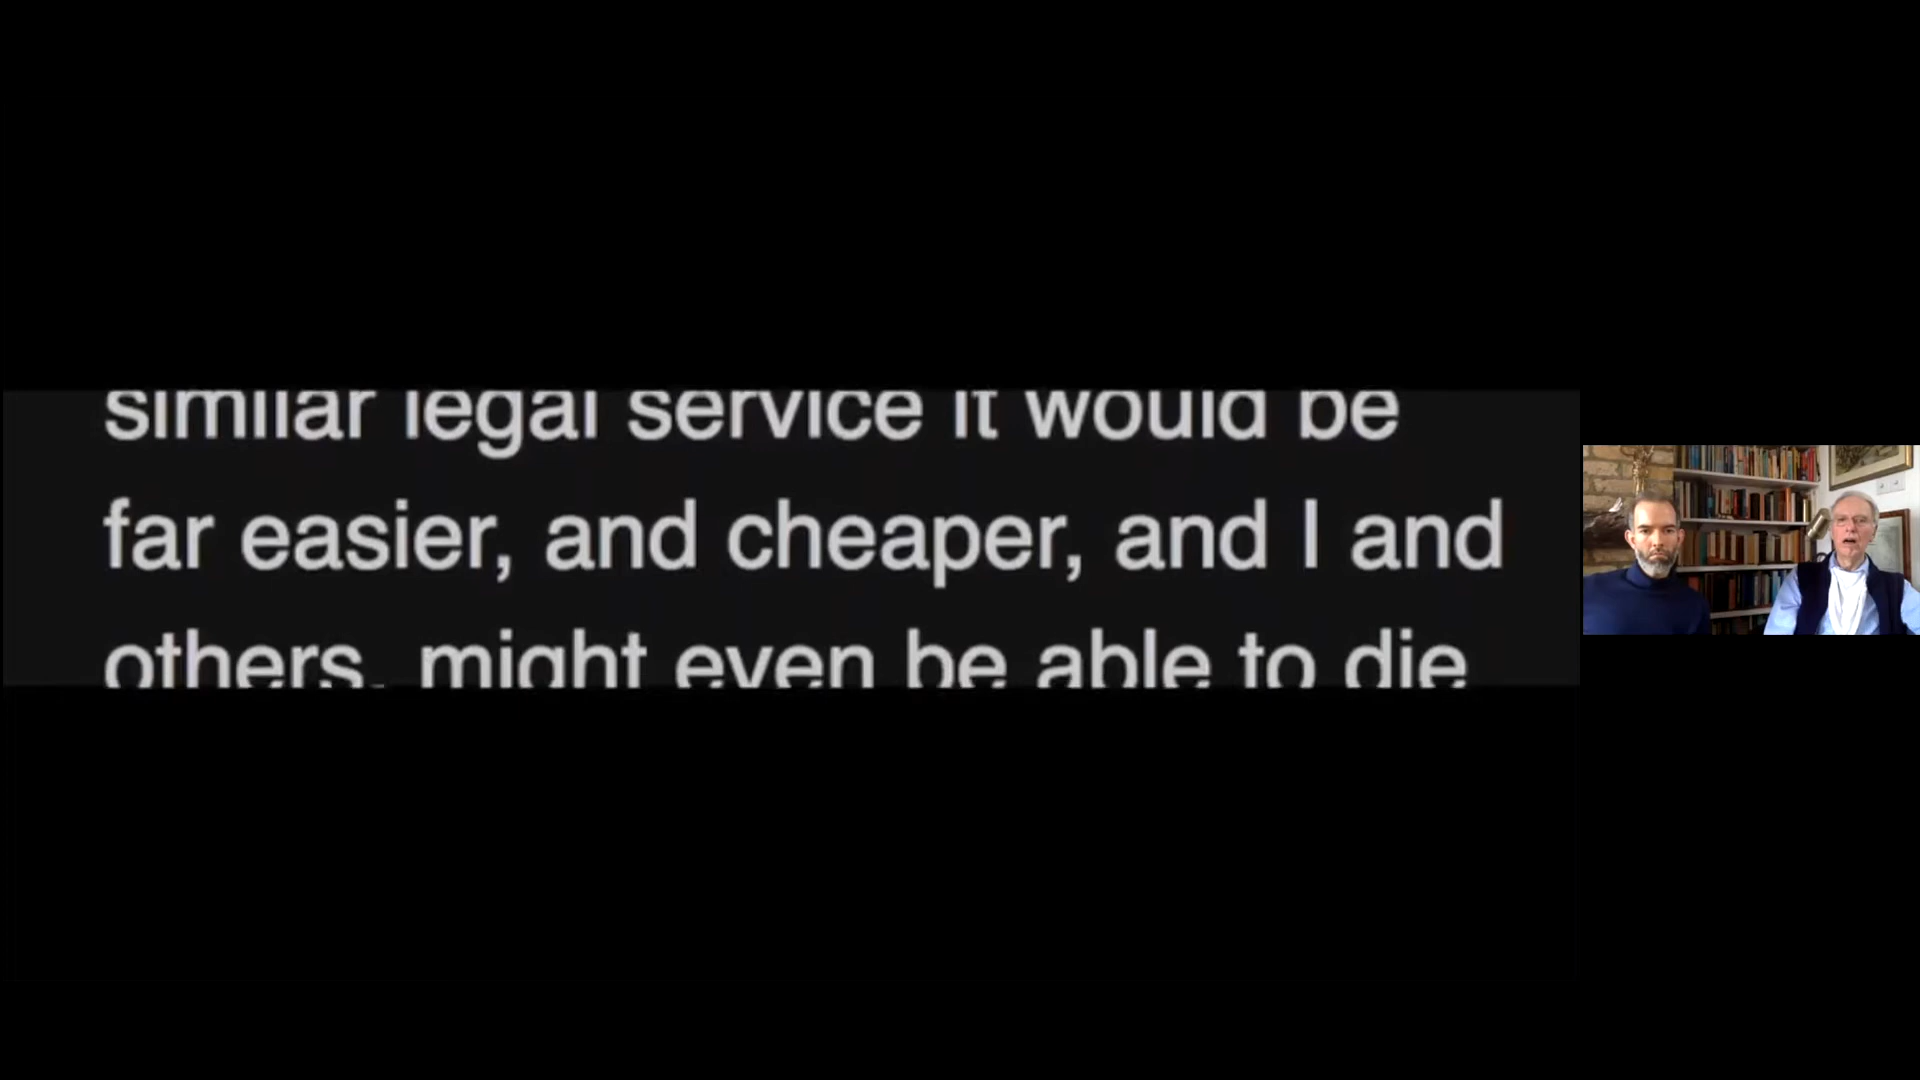 similar legal service it would be
far easier, and cheaper, and I and
others, might even be able to die